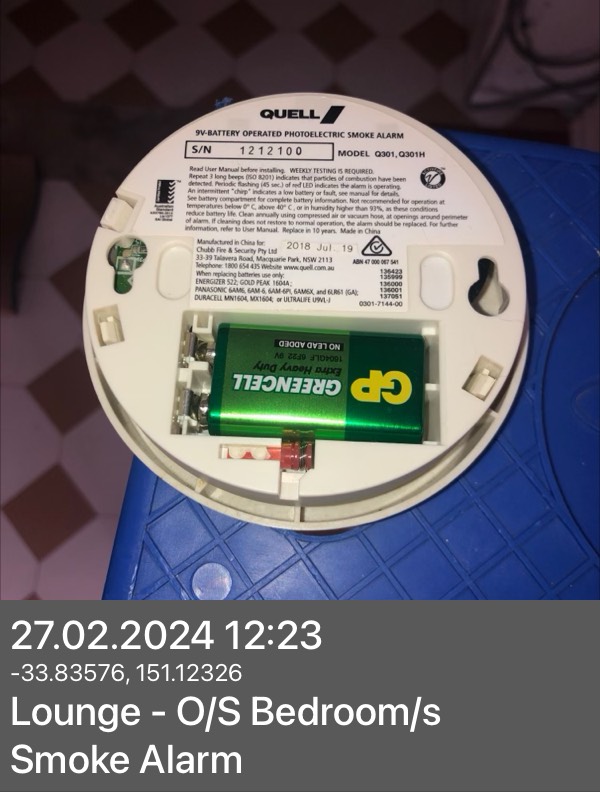 QUELL
9V-BATTERY OPERATED PHOTOELECTRIC SMOKE ALARM
S/N 1212100 MODEL Q301, Q301H
Read User Manual before installing. WEEKLY TESTING IS REQUIRED.
Repeat 3 long beeps (ISO 8201) indicates that particles of combustion have been
detected. Periodic flashing (45 sec.) of red LED indicates the alarm is operating.
An intermittent "chirp" indicates a low battery or fault, see manual for details.
See battery compartment for complete battery information. Not recommended for operation at
temperatures below 0° C, above 40° C, or in humidity higher than 93%, as these conditions
reduce battery life. Clean annually using compressed air or vacuum hose, at openings around perimeter
of alarm. If cleaning does not restore to normal operation, the alarm should be replaced. For further
information, refer to User Manual. Replace in 10 years. Made in China
Manufactured in China for: 2018 Jul. 19
Chubb Fire & Security Pty Ltd
33-39 Talavera Road, Macquarie Park, NSW 2113
Telephone: 1800 654 435 Website www.quell.com.au
ABN 47 000 067 541
When replacing batteries use only:
ENERGIZER 522; GOLD PEAK 1604A;
PANASONIC 6AM6, 6AM-6, 6AM-6PI, 6AM6X, and 6LR61 (GA);
DURACELL MN1604, MX1604; or ULTRALIFE U9VL-J
136423
135999
136000
136001
137051
0301-7144-00
GP
GREENCELL
Extra Heavy Duty
1604GLF 6F22 9V
NO LEAD ADDED
27.02.2024 12:23
-33.83576, 151.12326
Lounge - O/S Bedroom/s
Smoke Alarm